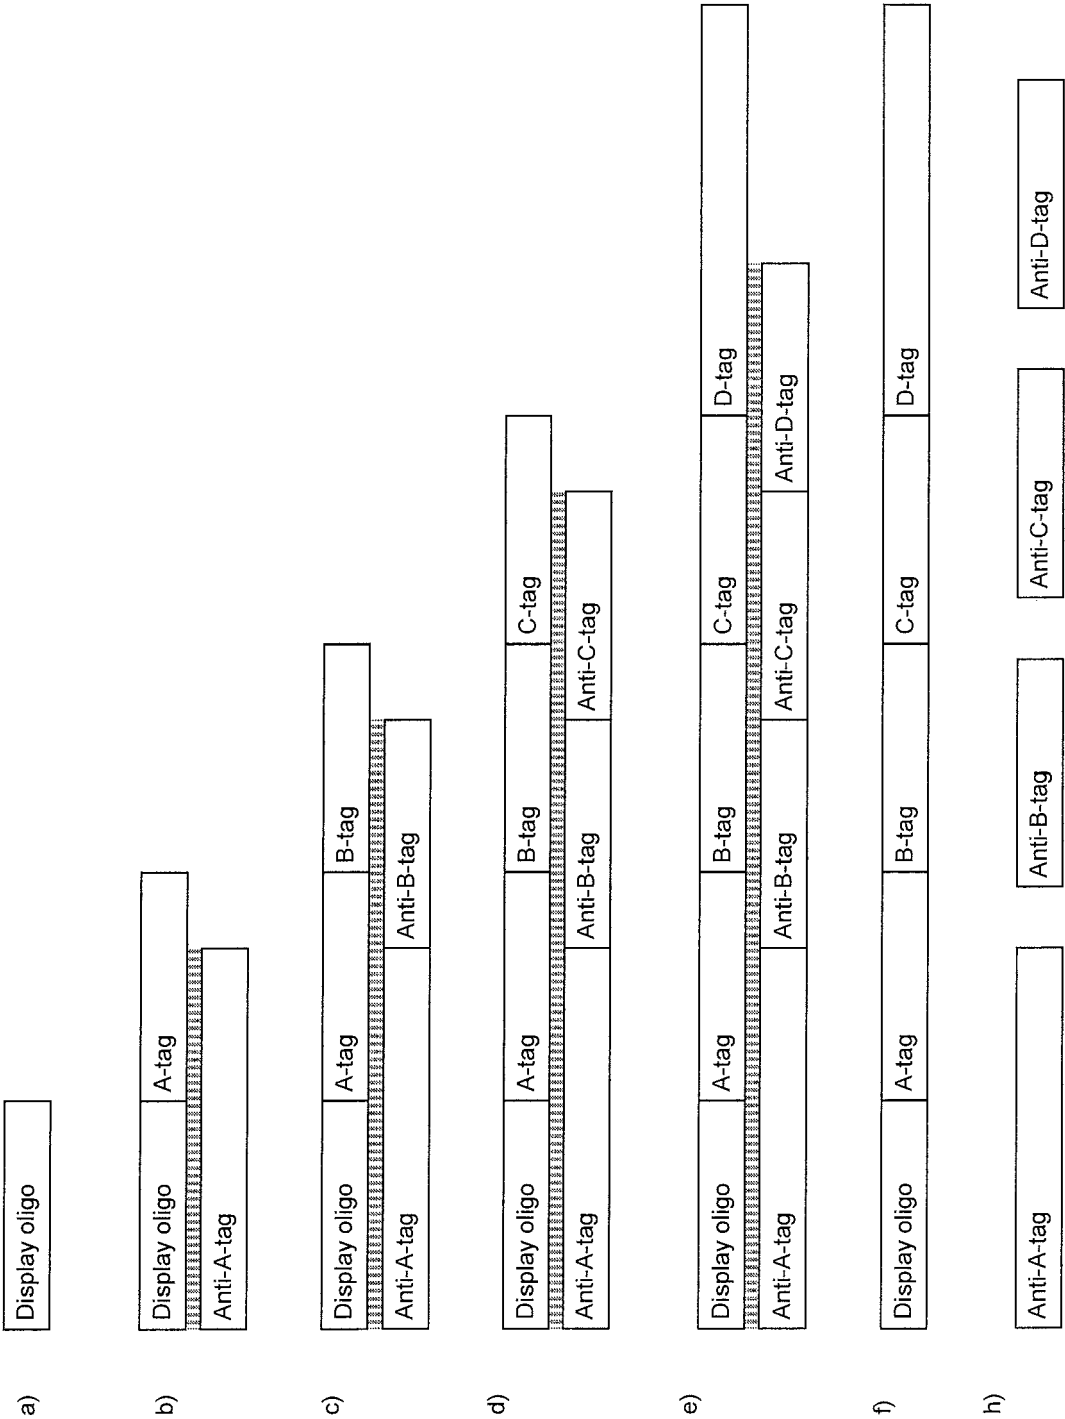 a)
Display oligo
b)
Display oligo A-tag
Anti-A-tag
c)
Display oligo A-tag B-tag
Anti-A-tag Anti-B-tag
d)
Display oligo A-tag B-tag C-tag
Anti-A-tag Anti-B-tag Anti-C-tag
e)
Display oligo A-tag B-tag C-tag D-tag
Anti-A-tag Anti-B-tag Anti-C-tag Anti-D-tag
f)
Display oligo A-tag B-tag C-tag D-tag
h)
Anti-A-tag Anti-B-tag Anti-C-tag Anti-D-tag